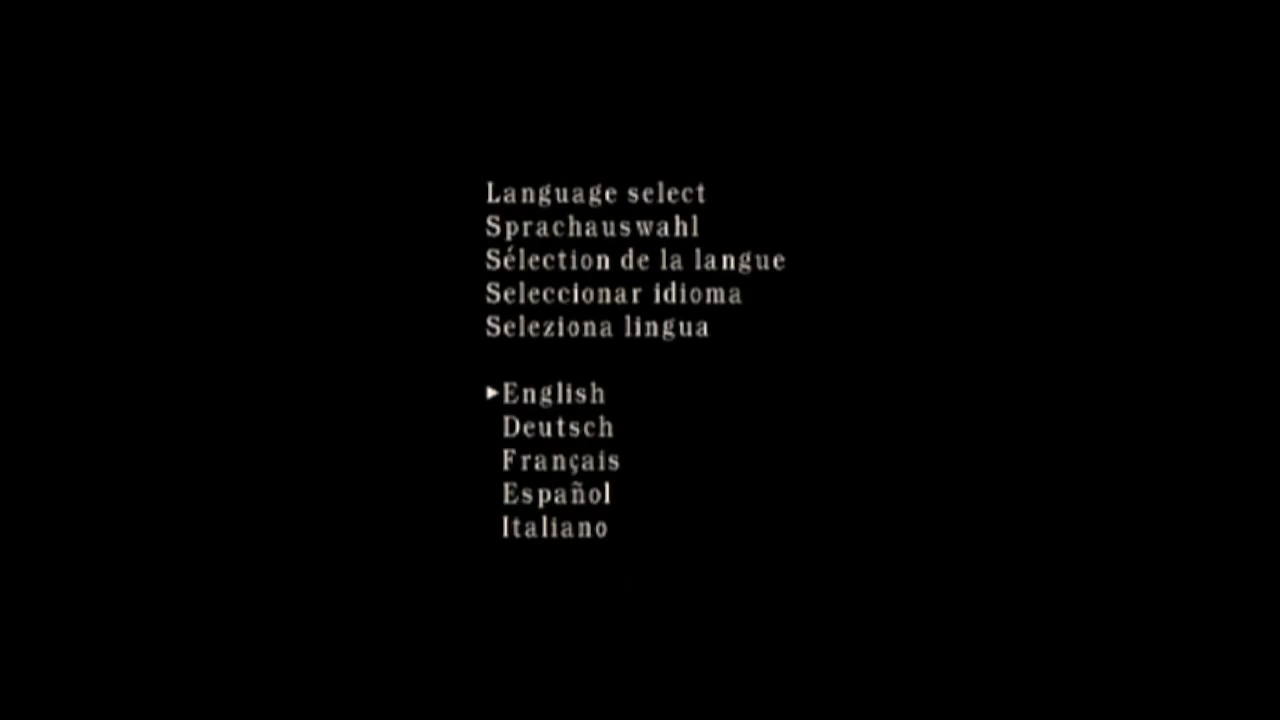 Language select
Sprachauswahl
Sélection de la langue
Seleccionar idioma
Seleziona lingua
►English
Deutsch
Français
Español
Italiano